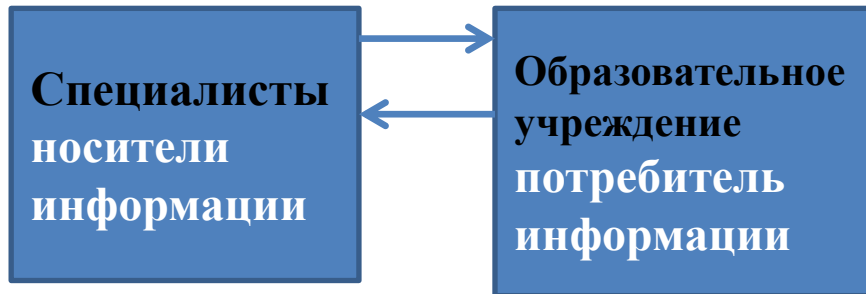 Специалисты
носители
информации
Образовательное
учреждение
потребитель
информации